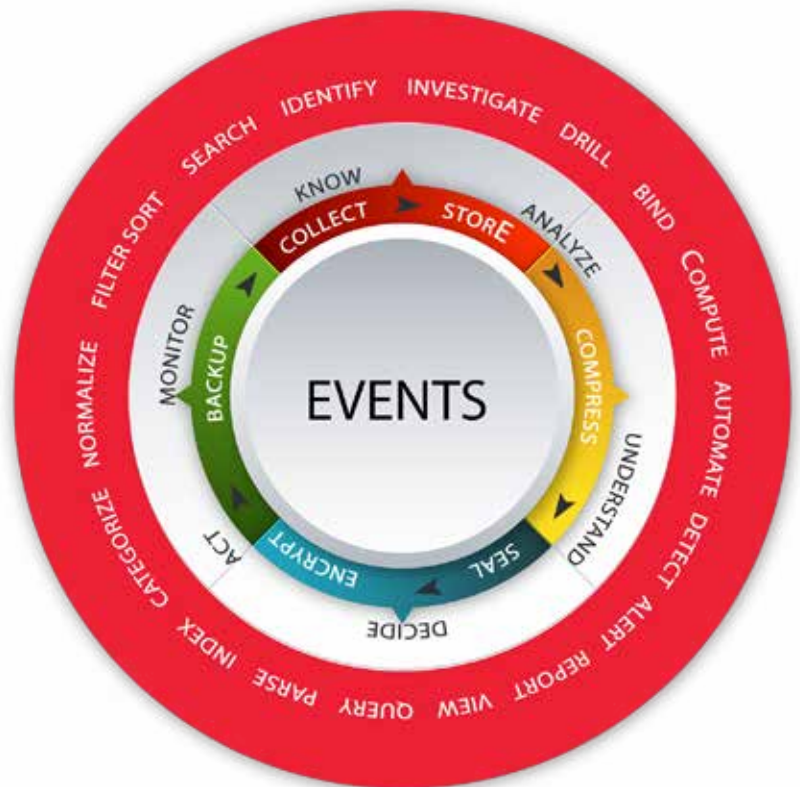 EVENTS
COLLECT
STORE
COMPRESS
SEAL
ENCRYPT
BACKUP
KNOW
ANALYZE
UNDERSTAND
DECIDE
ACT
MONITOR
IDENTIFY
INVESTIGATE
DRILL
BIND
COMPUTE
AUTOMATE
DETECT
ALERT
REPORT
VIEW
QUERY
PARSE
INDEX
CATEGORIZE
NORMALIZE
FILTER SORT
SEARCH